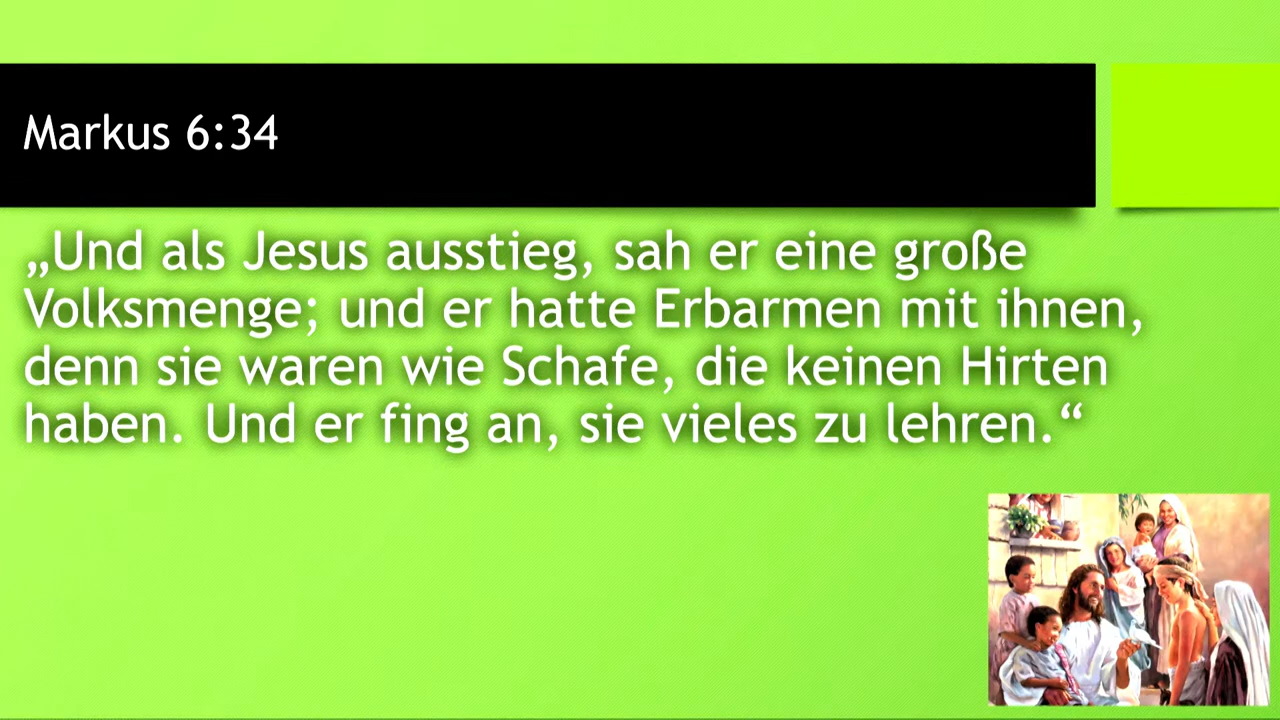 Markus 6:34
„Und als Jesus ausstieg, sah er eine große
Volksmenge; und er hatte Erbarmen mit ihnen,
denn sie waren wie Schafe, die keinen Hirten
haben. Und er fing an, sie vieles zu lehren.“